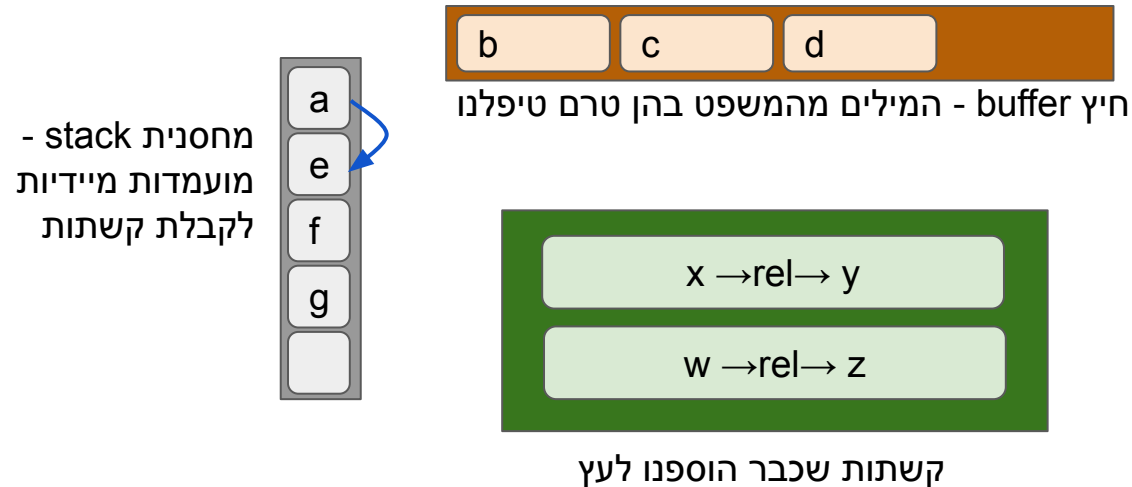 b c d
חיץ buffer - המילים מהמשפט בהן טרם טיפלנו
מחסנית stack -
מועמדות מיידיות
לקבלת קשתות
a
e
f
g
x →rel→ y
w →rel→ z
קשתות שכבר הוספנו לעץ